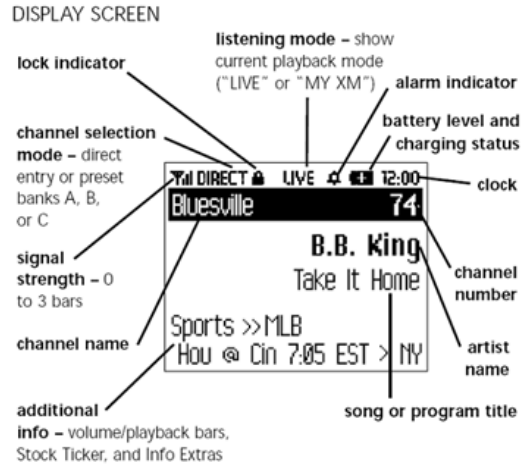 DISPLAY SCREEN
listening mode – show
current playback mode
("LIVE" or "MY XM")
lock indicator
alarm indicator
battery level and
charging status
channel selection
mode – direct
entry or preset
banks A, B,
or C
clock
DIRECT LIVE 12:00
Bluesville 74
B.B. King
Take It Home
signal
strength – 0
to 3 bars
channel
number
Sports >>MLB
Hou @ Cin 7:05 EST > NY
channel name
artist
name
additional
info – volume/playback bars,
Stock Ticker, and Info Extras
song or program title